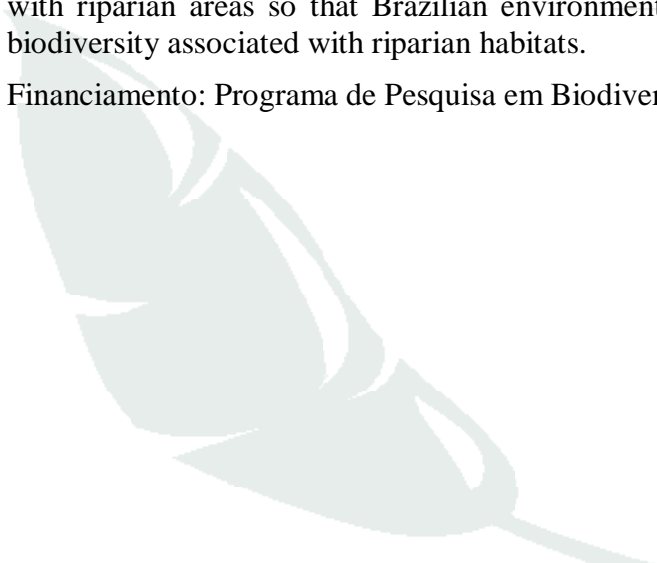 with riparian areas so that Brazilian environment
biodiversity associated with riparian habitats.
Financiamento: Programa de Pesquisa em Biodiver